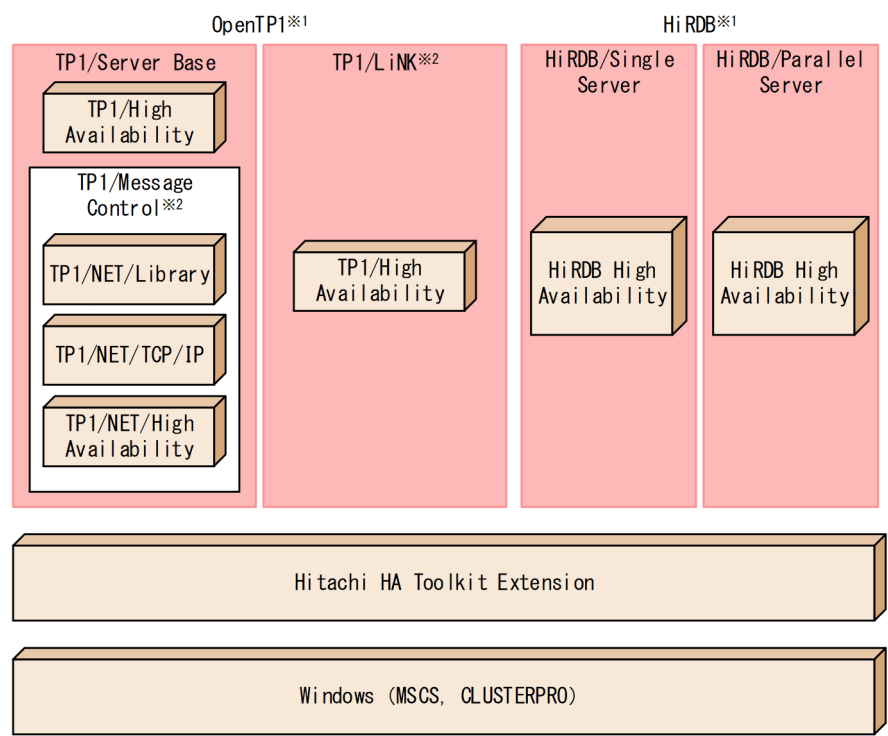 OpenTP1※1
HiRDB※1
TP1/Server Base
TP1/High
Availability
TP1/Message
Control※2
TP1/NET/Library
TP1/NET/TCP/IP
TP1/NET/High
Availability
TP1/LiNK※2
TP1/High
Availability
HiRDB/Single
Server
HiRDB High
Availability
HiRDB/Parallel
Server
HiRDB High
Availability
Hitachi HA Toolkit Extension
Windows (MSCS, CLUSTERPRO)